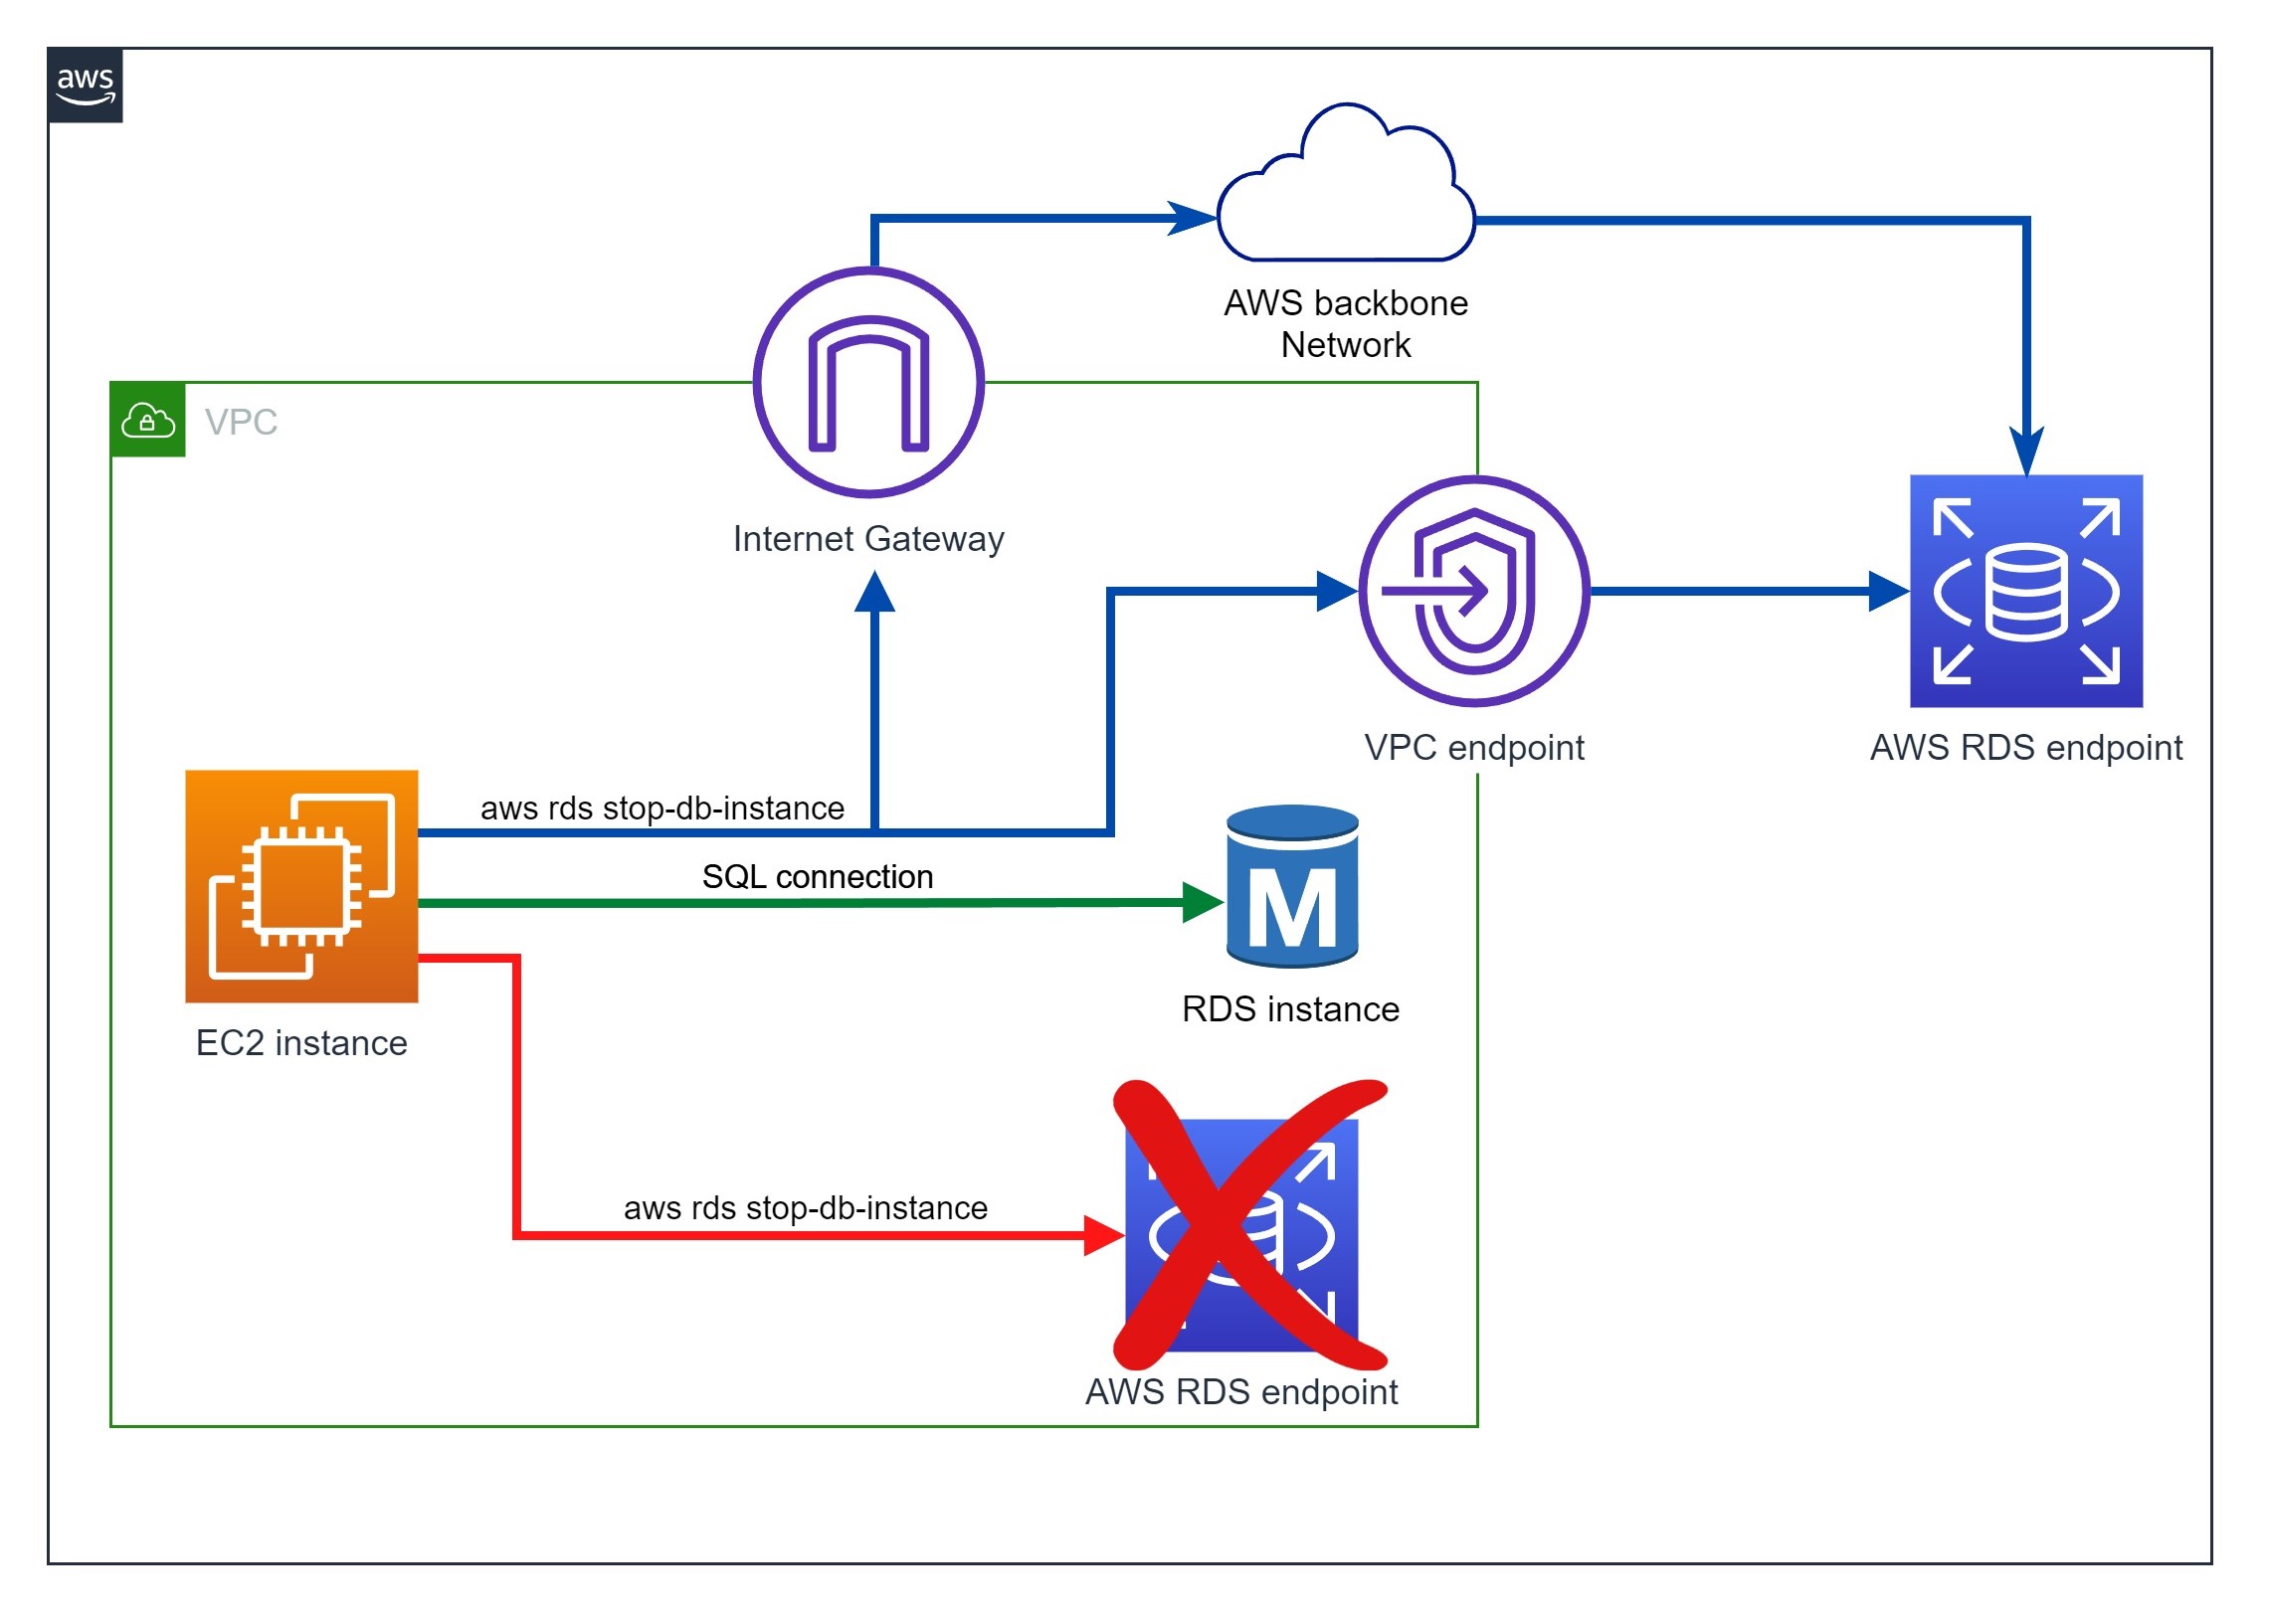 aws
AWS backbone
Network
VPC
Internet Gateway
VPC endpoint
AWS RDS endpoint
aws rds stop-db-instance
SQL connection
M
RDS instance
EC2 instance
aws rds stop-db-instance
AWS RDS endpoint